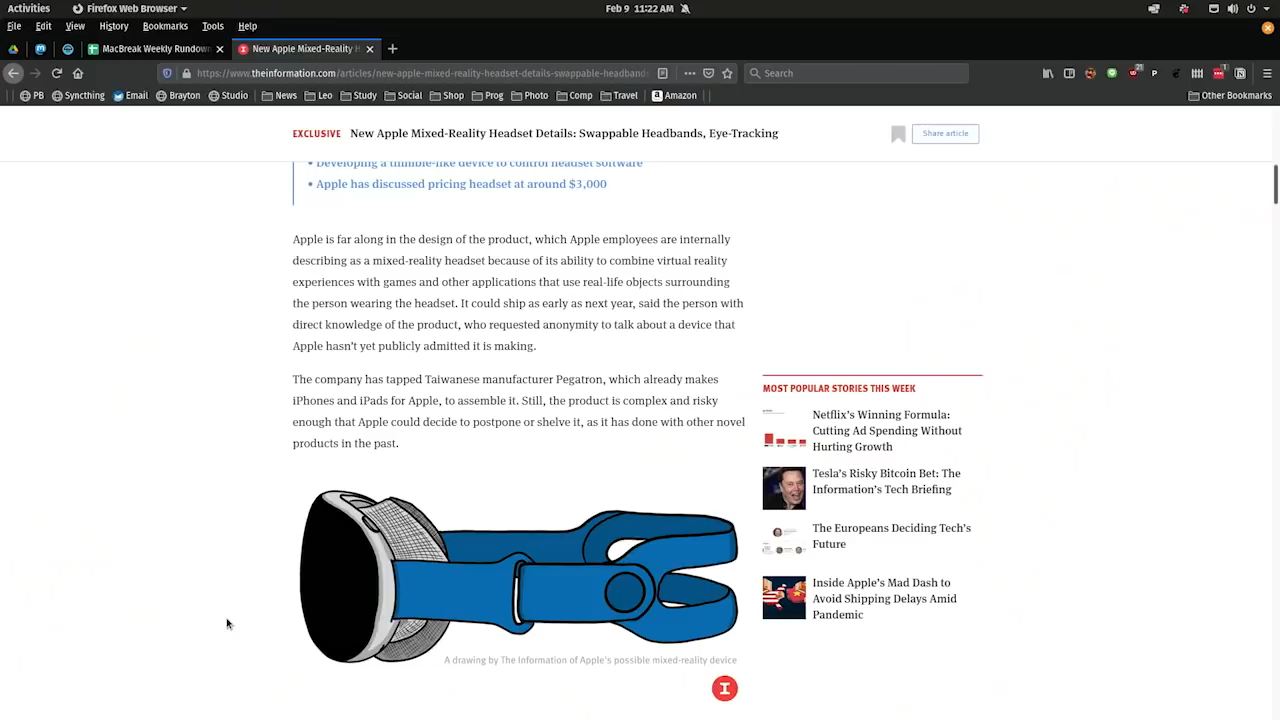 Activities
Firefox Web Browser
Feb 9 11:22 AM
File Edit View History Bookmarks Tools Help
MacBreak Weekly Rundown
New Apple Mixed-Reality H
https://www.theinformation.com/articles/new-apple-mixed-reality-headset-details-swappable-headbands
Search
21
1
PB Syncthing Email Brayton Studio News Leo Study Social Shop Prog Photo Comp Travel Amazon Other Bookmarks
EXCLUSIVE New Apple Mixed-Reality Headset Details: Swappable Headbands, Eye-Tracking
Share article
• Developing a thimble-like device to control headset software
• Apple has discussed pricing headset at around $3,000
Apple is far along in the design of the product, which Apple employees are internally
describing as a mixed-reality headset because of its ability to combine virtual reality
experiences with games and other applications that use real-life objects surrounding
the person wearing the headset. It could ship as early as next year, said the person with
direct knowledge of the product, who requested anonymity to talk about a device that
Apple hasn't yet publicly admitted it is making.
The company has tapped Taiwanese manufacturer Pegatron, which already makes
iPhones and iPads for Apple, to assemble it. Still, the product is complex and risky
enough that Apple could decide to postpone or shelve it, as it has done with other novel
products in the past.
A drawing by The Information of Apple's possible mixed-reality device
MOST POPULAR STORIES THIS WEEK
Netflix's Winning Formula:
Cutting Ad Spending Without
Hurting Growth
Tesla's Risky Bitcoin Bet: The
Information's Tech Briefing
The Europeans Deciding Tech's
Future
Inside Apple's Mad Dash to
Avoid Shipping Delays Amid
Pandemic